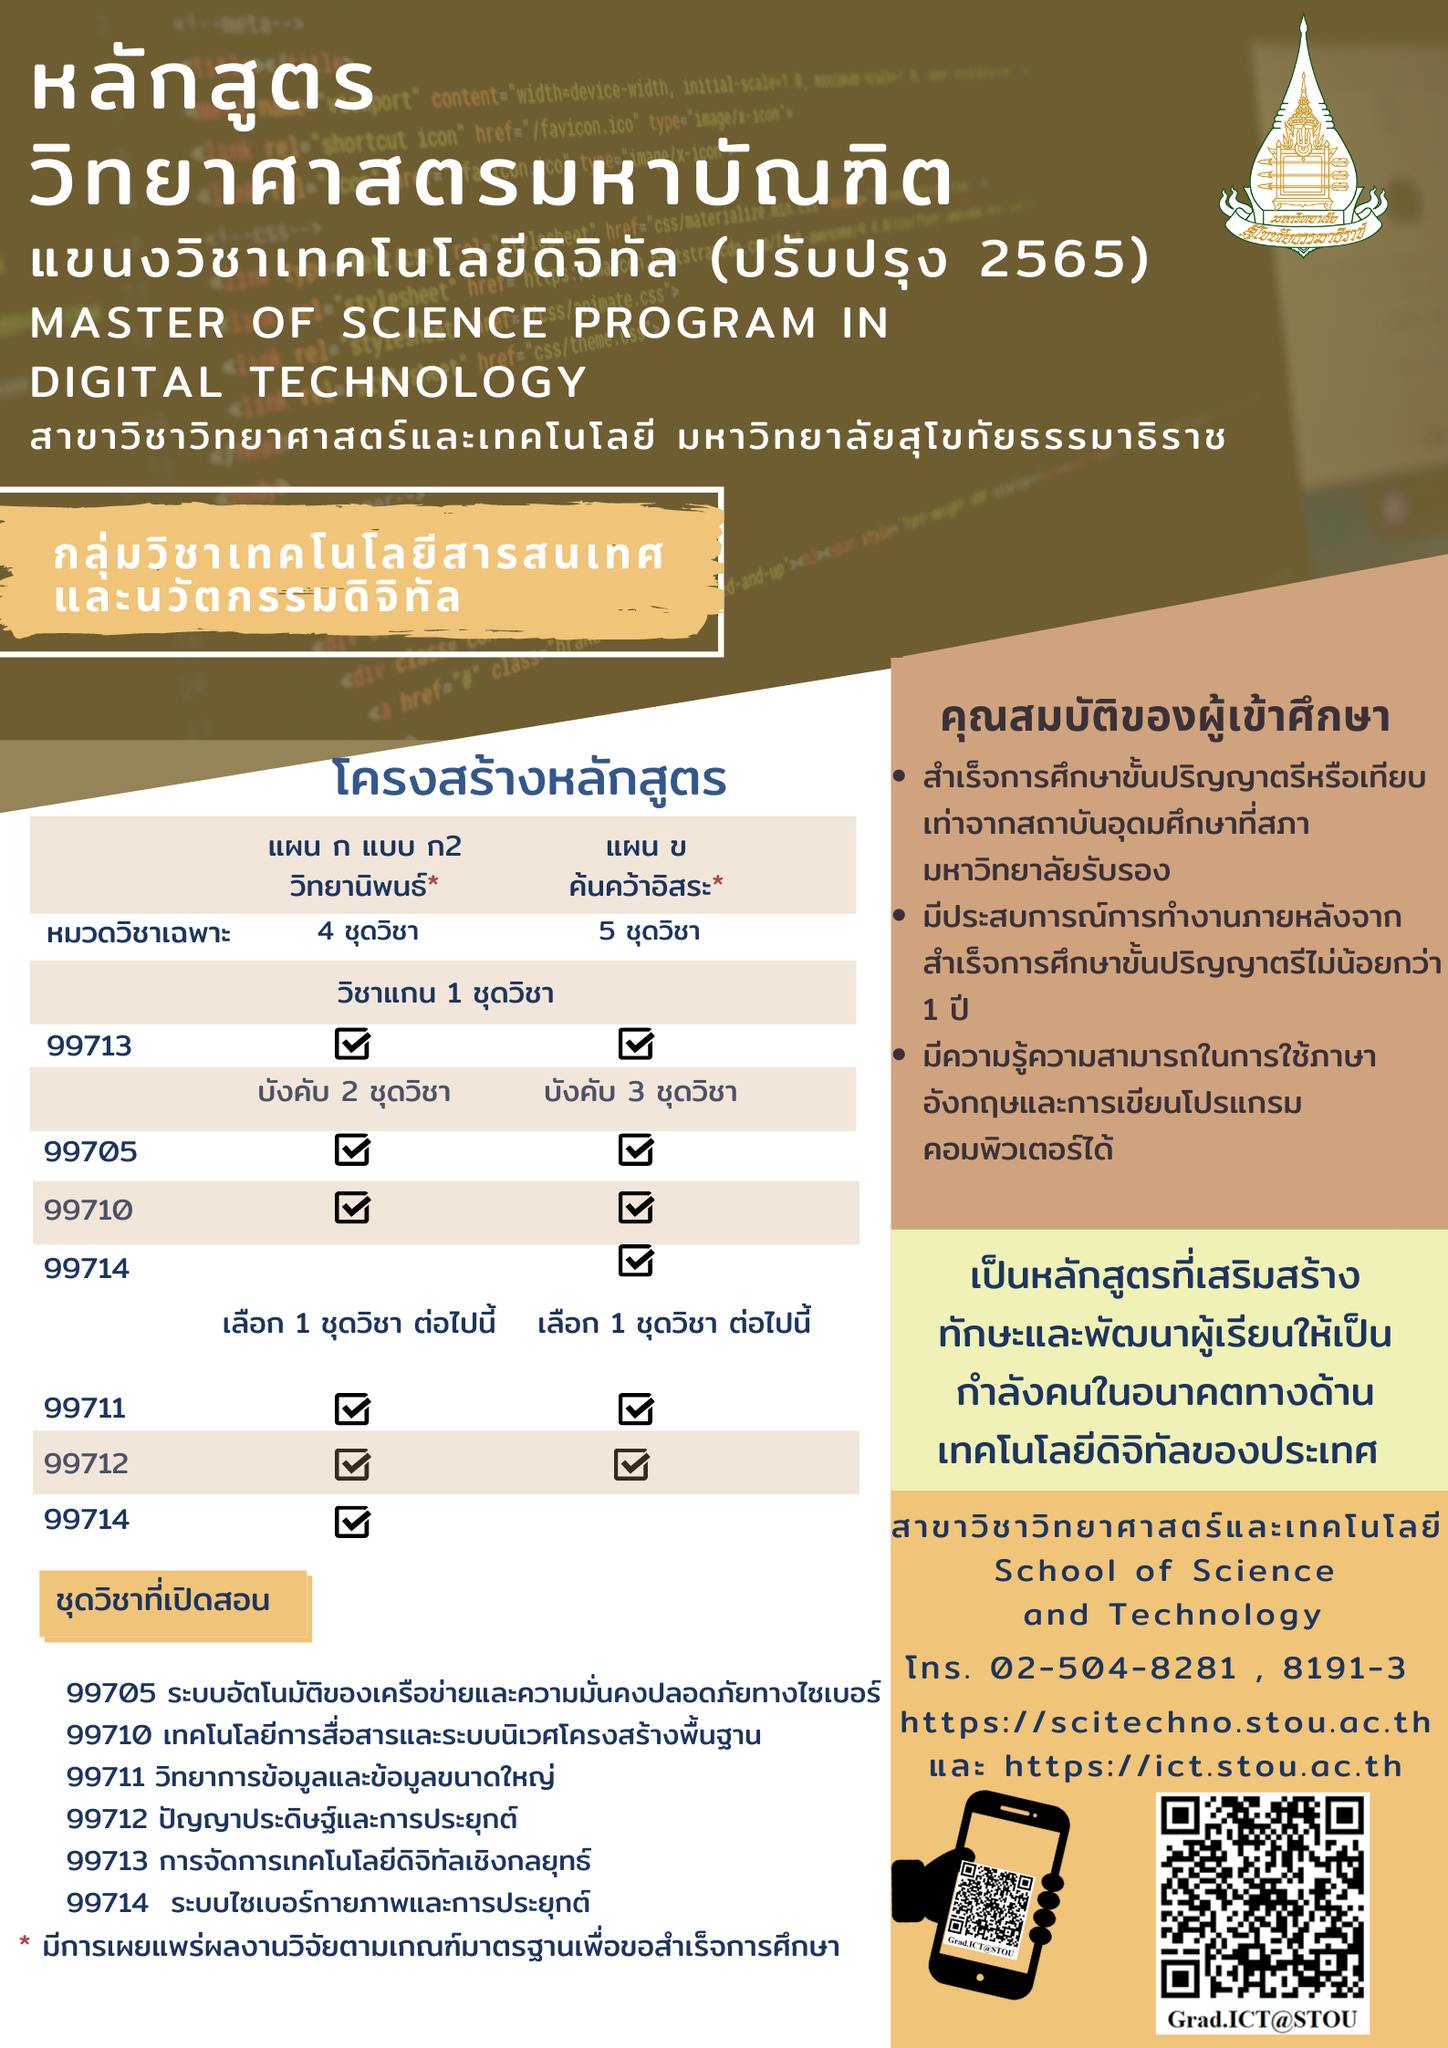 หลักสูตร
วิทยาศาสตรมหาบัณฑิต
แขนงวิชาเทคโนโลยีดิจิทัล (ปรับปรุง 2565)
MASTER OF SCIENCE PROGRAM IN
DIGITAL TECHNOLOGY
สาขาวิชาวิทยาศาสตร์และเทคโนโลยี มหาวิทยาลัยสุโขทัยธรรมาธิราช
มหาวิทยาลัย
สุโขทัยธรรมาธิราช
กลุ่มวิชาเทคโนโลยีสารสนเทศ
และนวัตกรรมดิจิทัล
โครงสร้างหลักสูตร
แผน ก แบบ ก2 แผน ข
วิทยานิพนธ์* ค้นคว้าอิสระ*
หมวดวิชาเฉพาะ 4 ชุดวิชา 5 ชุดวิชา
วิชาแกน 1 ชุดวิชา
99713
บังคับ 2 ชุดวิชา บังคับ 3 ชุดวิชา
99705
99710
99714
เลือก 1 ชุดวิชา ต่อไปนี้ เลือก 1 ชุดวิชา ต่อไปนี้
99711
99712
99714
ชุดวิชาที่เปิดสอน
99705 ระบบอัตโนมัติของเครือข่ายและความมั่นคงปลอดภัยทางไซเบอร์
99710 เทคโนโลยีการสื่อสารและระบบนิเวศโครงสร้างพื้นฐาน
99711 วิทยาการข้อมูลและข้อมูลขนาดใหญ่
99712 ปัญญาประดิษฐ์และการประยุกต์
99713 การจัดการเทคโนโลยีดิจิทัลเชิงกลยุทธ์
99714 ระบบไซเบอร์กายภาพและการประยุกต์
* มีการเผยแพร่ผลงานวิจัยตามเกณฑ์มาตรฐานเพื่อขอสำเร็จการศึกษา
คุณสมบัติของผู้เข้าศึกษา
• สำเร็จการศึกษาขั้นปริญญาตรีหรือเทียบ
เท่าจากสถาบันอุดมศึกษาที่สภา
มหาวิทยาลัยรับรอง
• มีประสบการณ์การทำงานภายหลังจาก
สำเร็จการศึกษาขั้นปริญญาตรีไม่น้อยกว่า
1 ปี
• มีความรู้ความสามารถในการใช้ภาษา
อังกฤษและการเขียนโปรแกรม
คอมพิวเตอร์ได้
เป็นหลักสูตรที่เสริมสร้าง
ทักษะและพัฒนาผู้เรียนให้เป็น
กำลังคนในอนาคตทางด้าน
เทคโนโลยีดิจิทัลของประเทศ
สาขาวิชาวิทยาศาสตร์และเทคโนโลยี
School of Science
and Technology
โทร. 02-504-8281 , 8191-3
https://scitechno.stou.ac.th
และ https://ict.stou.ac.th
Grad.ICT@STOU
Grad.ICT@STOU